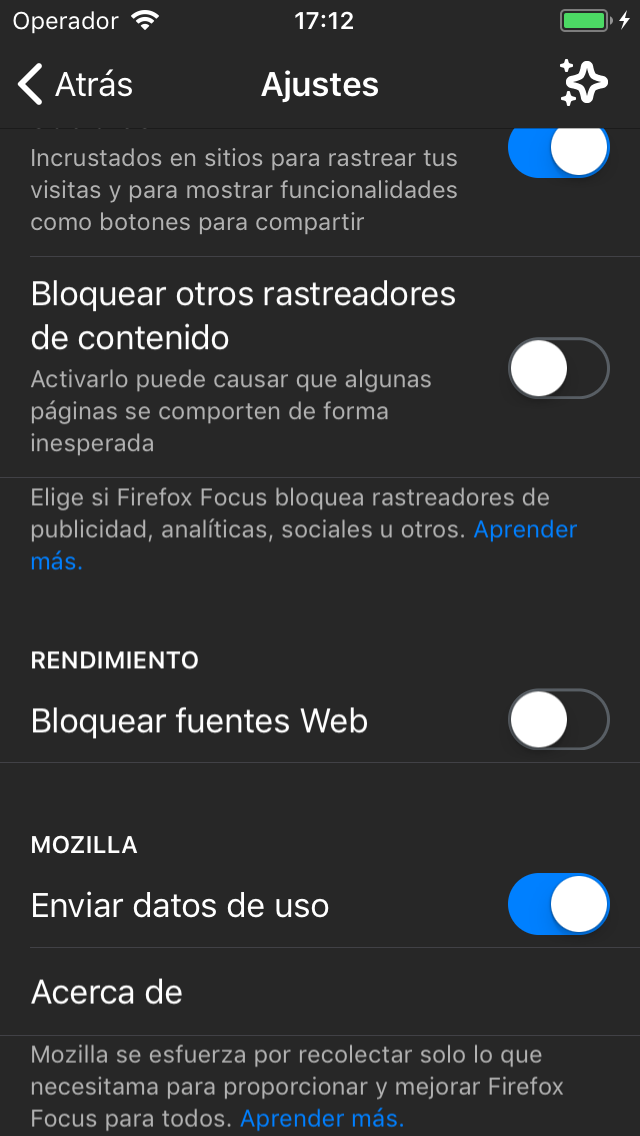 Operador
17:12
Atrás
Ajustes
Incrustados en sitios para rastrear tus
visitas y para mostrar funcionalidades
como botones para compartir
Bloquear otros rastreadores
de contenido
Activarlo puede causar que algunas
páginas se comporten de forma
inesperada
Elige si Firefox Focus bloquea rastreadores de
publicidad, analíticas, sociales u otros. Aprender
más.
RENDIMIENTO
Bloquear fuentes Web
MOZILLA
Enviar datos de uso
Acerca de
Mozilla se esfuerza por recolectar solo lo que
necesitama para proporcionar y mejorar Firefox
Focus para todos. Aprender más.